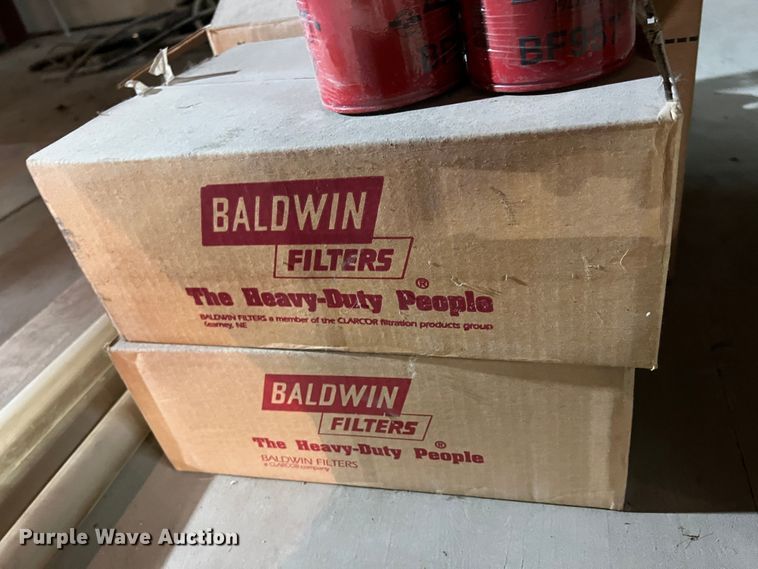 BF957
BALDWIN
FILTERS
The Heavy-Duty People®
BALDWIN FILTERS a member of the CLARCOR filtration products group
Kearney, NE
BALDWIN
FILTERS
The Heavy-Duty People®
BALDWIN FILTERS
a CLARCOR company
Purple Wave Auction